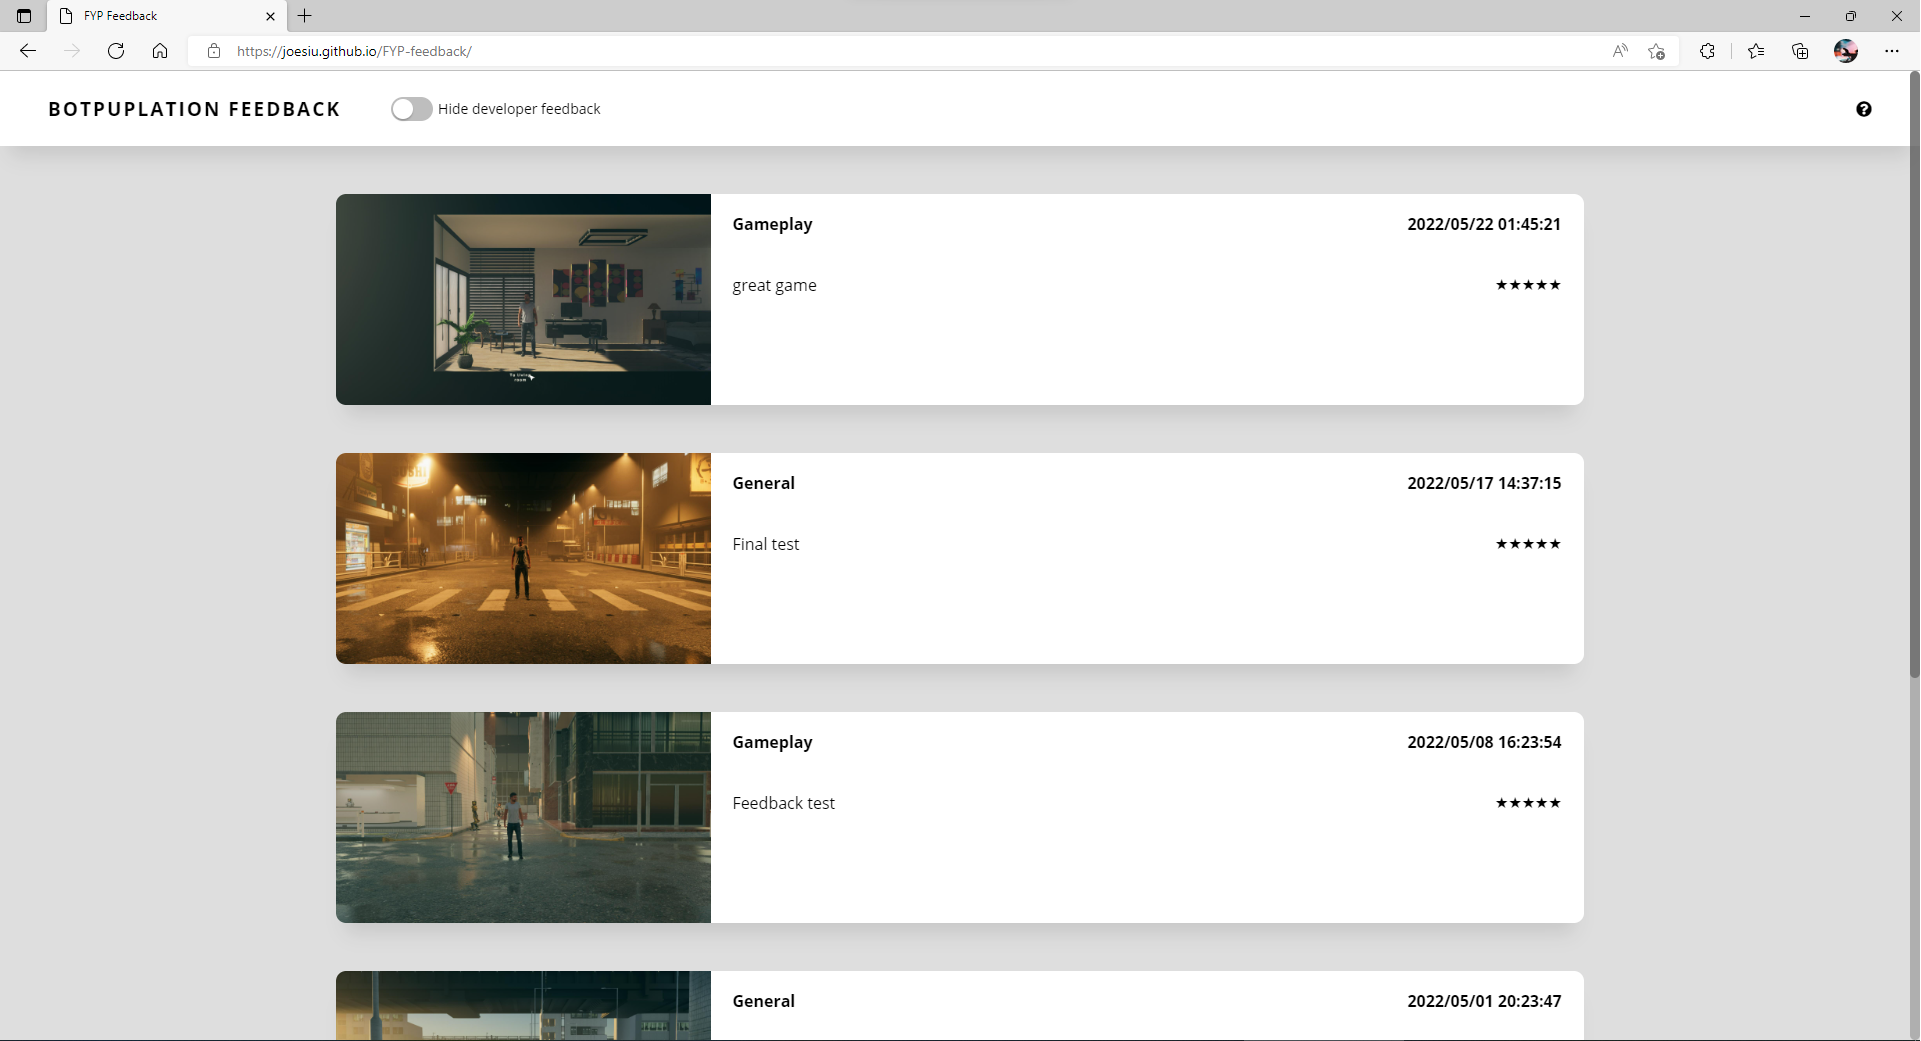 FYP Feedback
https://joesiu.github.io/FYP-feedback/
BOTPUPLATION FEEDBACK
Hide developer feedback
Gameplay
2022/05/22 01:45:21
great game
★★★★★
General
2022/05/17 14:37:15
Final test
★★★★★
Gameplay
2022/05/08 16:23:54
Feedback test
★★★★★
General
2022/05/01 20:23:47